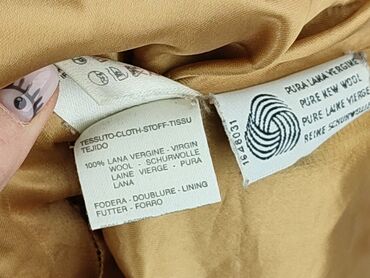 TESSUTO-CLOTH-STOFF-TISSU
TEJIDO
100% LANA VERGINE - VIRGIN
WOOL - SCHURWOLLE
LAINE VIERGE - PURA
LANA
FODERA - DOUBLURE - LINING
FUTTER - FORRO
PURA LANA VERGINE
PURE NEW WOOL
PURE LAINE VIERGE
REINE SCHURWOLLE
1648031